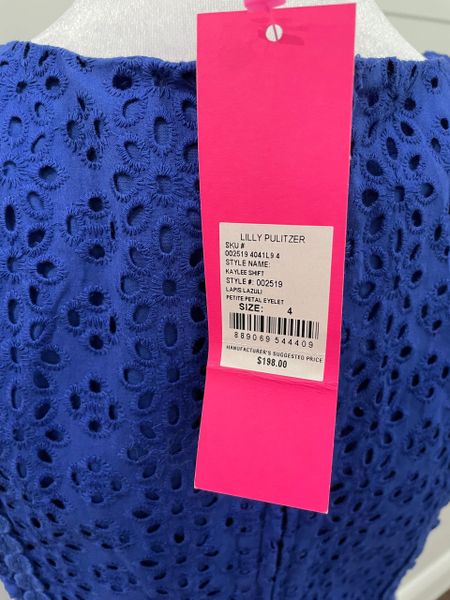 LILLY PULITZER
SKU #
002519 4041L9 4
STYLE NAME:
KAYLEE SHIFT
STYLE #: 002519
LAPIS LAZULI
PETITE PETAL EYELET
SIZE: 4
889069 544409
MANUFACTURER'S SUGGESTED PRICE
$198.00